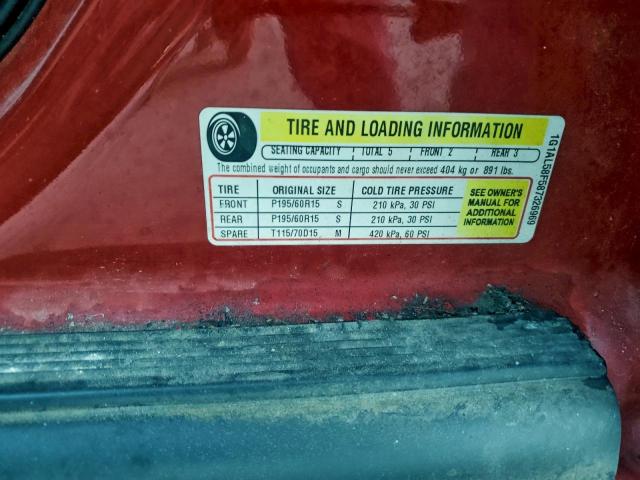 TIRE AND LOADING INFORMATION
SEATING CAPACITY TOTAL 5 FRONT 2 REAR 3
The combined weight of occupants and cargo should never exceed 404 kg or 891 lbs.
TIRE ORIGINAL SIZE COLD TIRE PRESSURE
FRONT P195/60R15 S 210 kPa, 30 PSI
REAR P195/60R15 S 210 kPa, 30 PSI
SPARE T115/70D15 M 420 kPa, 60 PSI
SEE OWNER'S
MANUAL FOR
ADDITIONAL
INFORMATION
1G1AL58F587326969